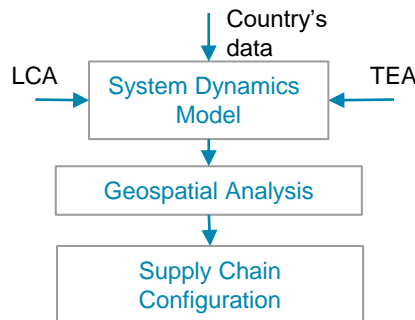 Country's
data
LCA
TEA
System Dynamics
Model
Geospatial Analysis
Supply Chain
Configuration